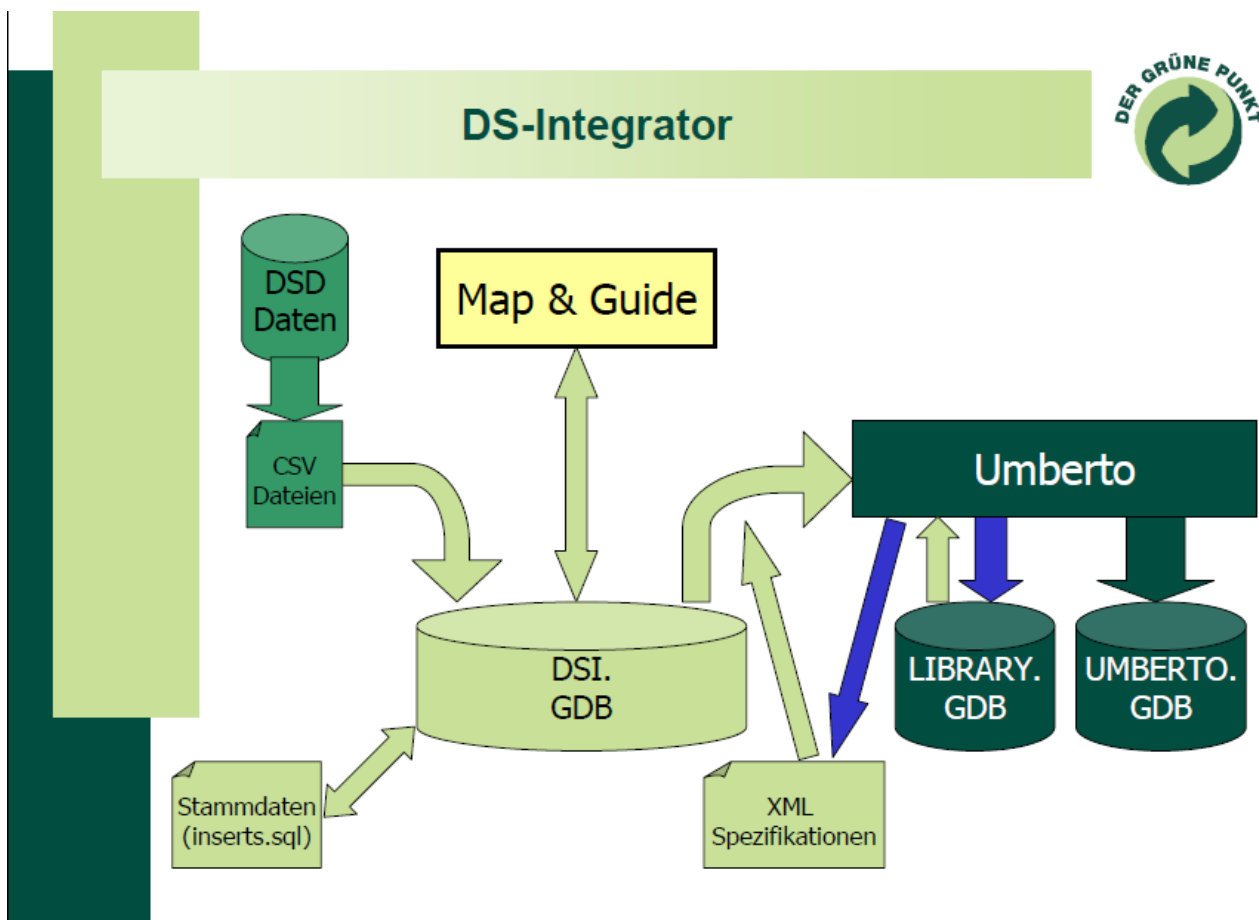 DER GRÜNE PUNKT
DS-Integrator
DSD
Daten
Map & Guide
CSV
Dateien
Umberto
DSI.
GDB
LIBRARY.
GDB
UMBERTO.
GDB
Stammdaten
(inserts.sql)
XML
Spezifikationen